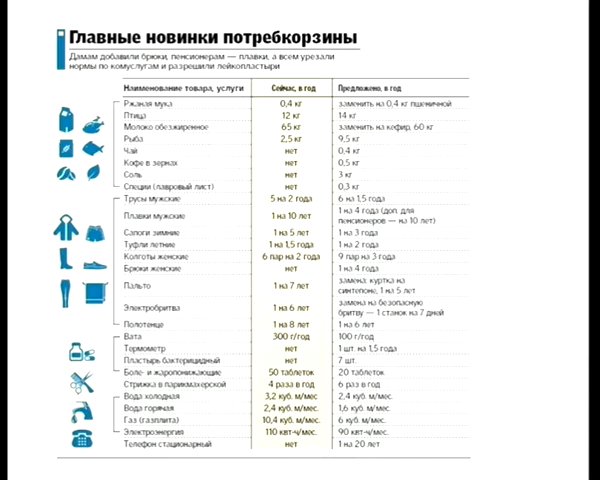 Главные новинки потребкорзины
Дамам добавили брюки, пенсионерам — плавки, а всем урезали
нормы по комуслугам и разрешили лейкопластыри
Наименование товара, услуги Сейчас, в год Предложено, в год
Ржаная мука 0,4 кг заменить на 0,4 кг пшеничной
Птица 12 кг 14 кг
Молоко обезжиренное 65 кг заменить на кефир, 60 кг
Рыба 2,5 кг 9,5 кг
Чай нет 0,4 кг
Кофе в зернах нет 0,5 кг
Соль нет 3 кг
Специи (лавровый лист) нет 0,3 кг
Трусы мужские 5 на 2 года 6 на 1,5 года
Плавки мужские 1 на 10 лет 1 на 4 года (доп. для
пенсионеров — на 10 лет)
Сапоги зимние 1 на 5 лет 1 на 3 года
Туфли летние 1 на 1,5 года 1 на 2 года
Колготы женские 6 пар на 2 года 9 пар на 3 года
Брюки женские нет 1 на 4 года
Пальто 1 на 7 лет замена: куртка на
синтепоне, 1 на 5 лет
Электробритва 1 на 6 лет замена на безопасную
бритву — 1 станок на 7 дней
Полотенце 1 на 8 лет 1 на 6 лет
Вата 300 г/год 100 г/год
Термометр нет 1 шт. на 1,5 года
Пластырь бактерицидный нет 7 шт.
Боле- и жаропонижающие 50 таблеток 20 таблеток
Стрижка в парикмахерской 4 раза в год 6 раз в год
Вода холодная 3,2 куб. м/мес. 2,4 куб. м/мес.
Вода горячая 2,4 куб. м/мес. 1,6 куб. м/мес.
Газ (газплита) 10,4 куб. м/мес. 6 куб. м/мес.
Электроэнергия 110 квт-ч/мес. 90 квт-ч/мес.
Телефон стационарный нет 1 на 20 лет